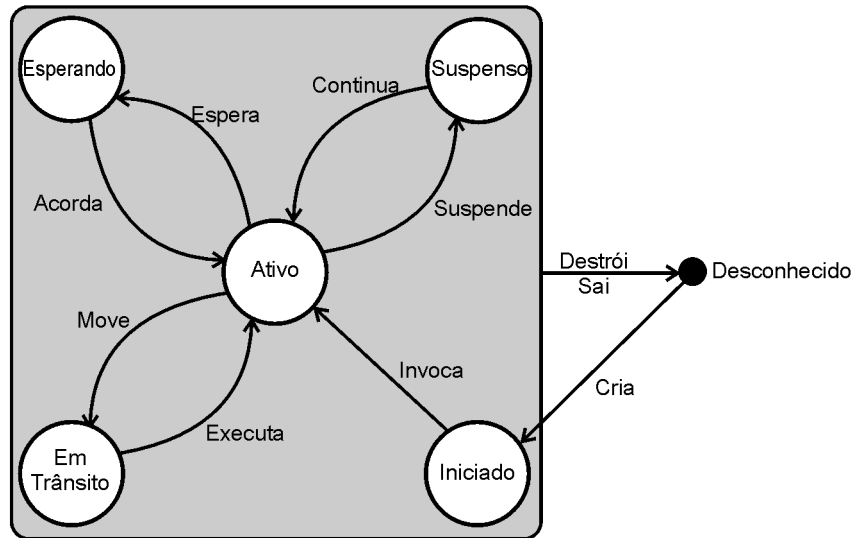 Esperando
Suspenso
Continua
Espera
Acorda
Suspende
Ativo
Destrói
Sai
Desconhecido
Move
Invoca
Cria
Executa
Em
Trânsito
Iniciado